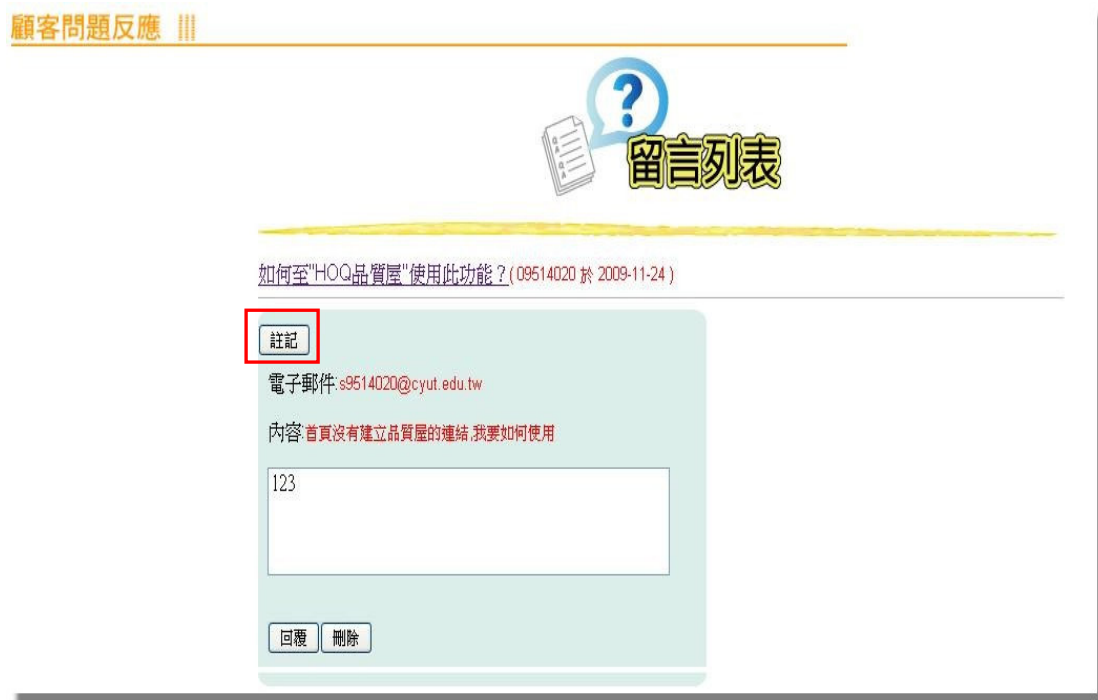 顧客問題反應
留言列表
如何至"HOQ品質屋"使用此功能？( 09514020 於 2009-11-24 )
註記
電子郵件:s9514020@cyut.edu.tw
內容:首頁沒有建立品質屋的連結,我要如何使用
123
回覆 刪除